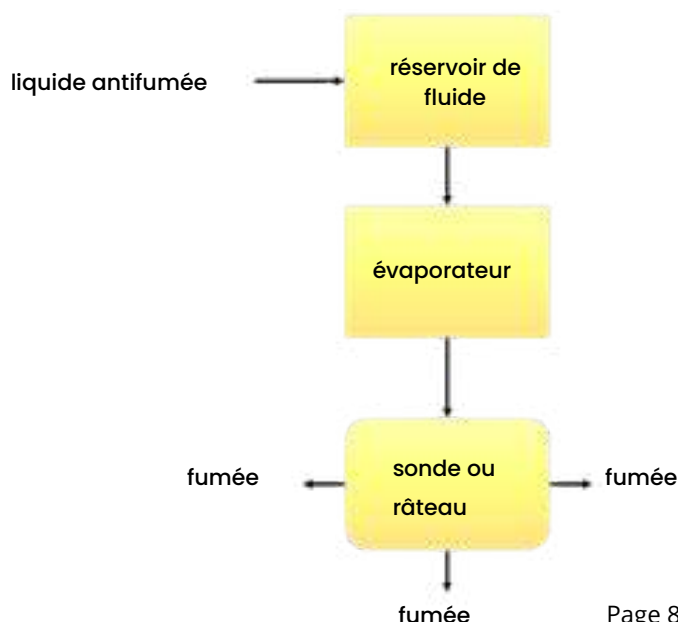 liquide antifumée
réservoir de
fluide
évaporateur
sonde ou
râteau
fumée
fumée
fumée
Page 8